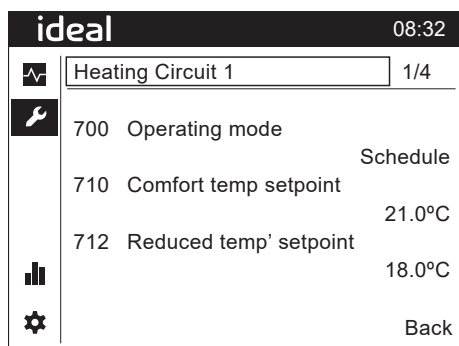 ideal 08:32
Heating Circuit 1 1/4
700 Operating mode
Schedule
710 Comfort temp setpoint
21.0ºC
712 Reduced temp' setpoint
18.0ºC
Back